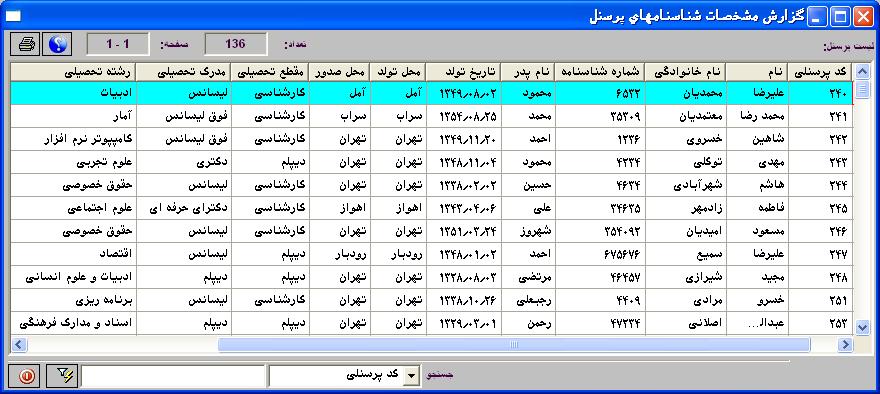 گزارش مشخصات شناسنامهاي پرسنل
لیست پرسنل: تعداد: 136 صفحه: 1 - 1
کد پرسنلی نام نام خانوادگی شماره شناسنامه نام پدر تاریخ تولد محل تولد محل صدور مقطع تحصیلی مدرک تحصیلی رشته تحصیلی
۲۴۰ علیرضا محمدیان ۶۵۳۲ محمود ۱۳۴۹/۰۸/۰۲ آمل آمل کارشناسی لیسانس ادبیات
۲۴۱ محمد رضا معتمدیان ۳۵۳۰۹ محمد ۱۳۵۴/۰۸/۲۵ سراب سراب کارشناسی فوق لیسانس آمار
۲۴۲ شاهین خسروی ۱۲۳۶ احمد ۱۳۴۹/۱۱/۲۰ تهران تهران کارشناسی فوق لیسانس کامپیوتر نرم افزار
۲۴۳ مهدی توکلی ۴۲۳۴ محمود ۱۳۴۸/۱۱/۰۴ تهران تهران دیپلم دکتری علوم تجربی
۲۴۴ هاشم شهرآبادی ۴۶۳۴ حسین ۱۳۳۸/۰۲/۰۲ تهران تهران کارشناسی لیسانس حقوق خصوصی
۲۴۵ فاطمه زادمهر ۳۴۶۳۵ علی ۱۳۴۳/۰۴/۰۶ اهواز اهواز کارشناسی دکترای حرفه ای علوم اجتماعی
۲۴۶ مسعود امیدیان ۳۵۴۰۹۲ شهروز ۱۳۵۱/۰۳/۲۴ تهران تهران کارشناسی لیسانس حقوق خصوصی
۲۴۷ علیرضا سمیع ۶۷۵۶۷۶ احمد ۱۳۴۸/۰۱/۰۲ رودبار رودبار دیپلم لیسانس اقتصاد
۲۴۸ مجید شیرازی ۴۶۴۵۷ مرتضی ۱۳۲۸/۰۸/۰۳ تهران تهران دیپلم دیپلم ادبیات و علوم انسانی
۲۵۱ خسرو مرادی ۴۴۰۹ رجبعلی ۱۳۳۸/۱۰/۲۶ تهران تهران کارشناسی لیسانس برنامه ریزی
۲۵۳ عبدالـ... اصلانی ۴۷۲۳۴ رحمن ۱۳۲۹/۰۳/۰۱ تهران تهران دیپلم دیپلم اسناد و مدارک فرهنگی
جستجو کد پرسنلی